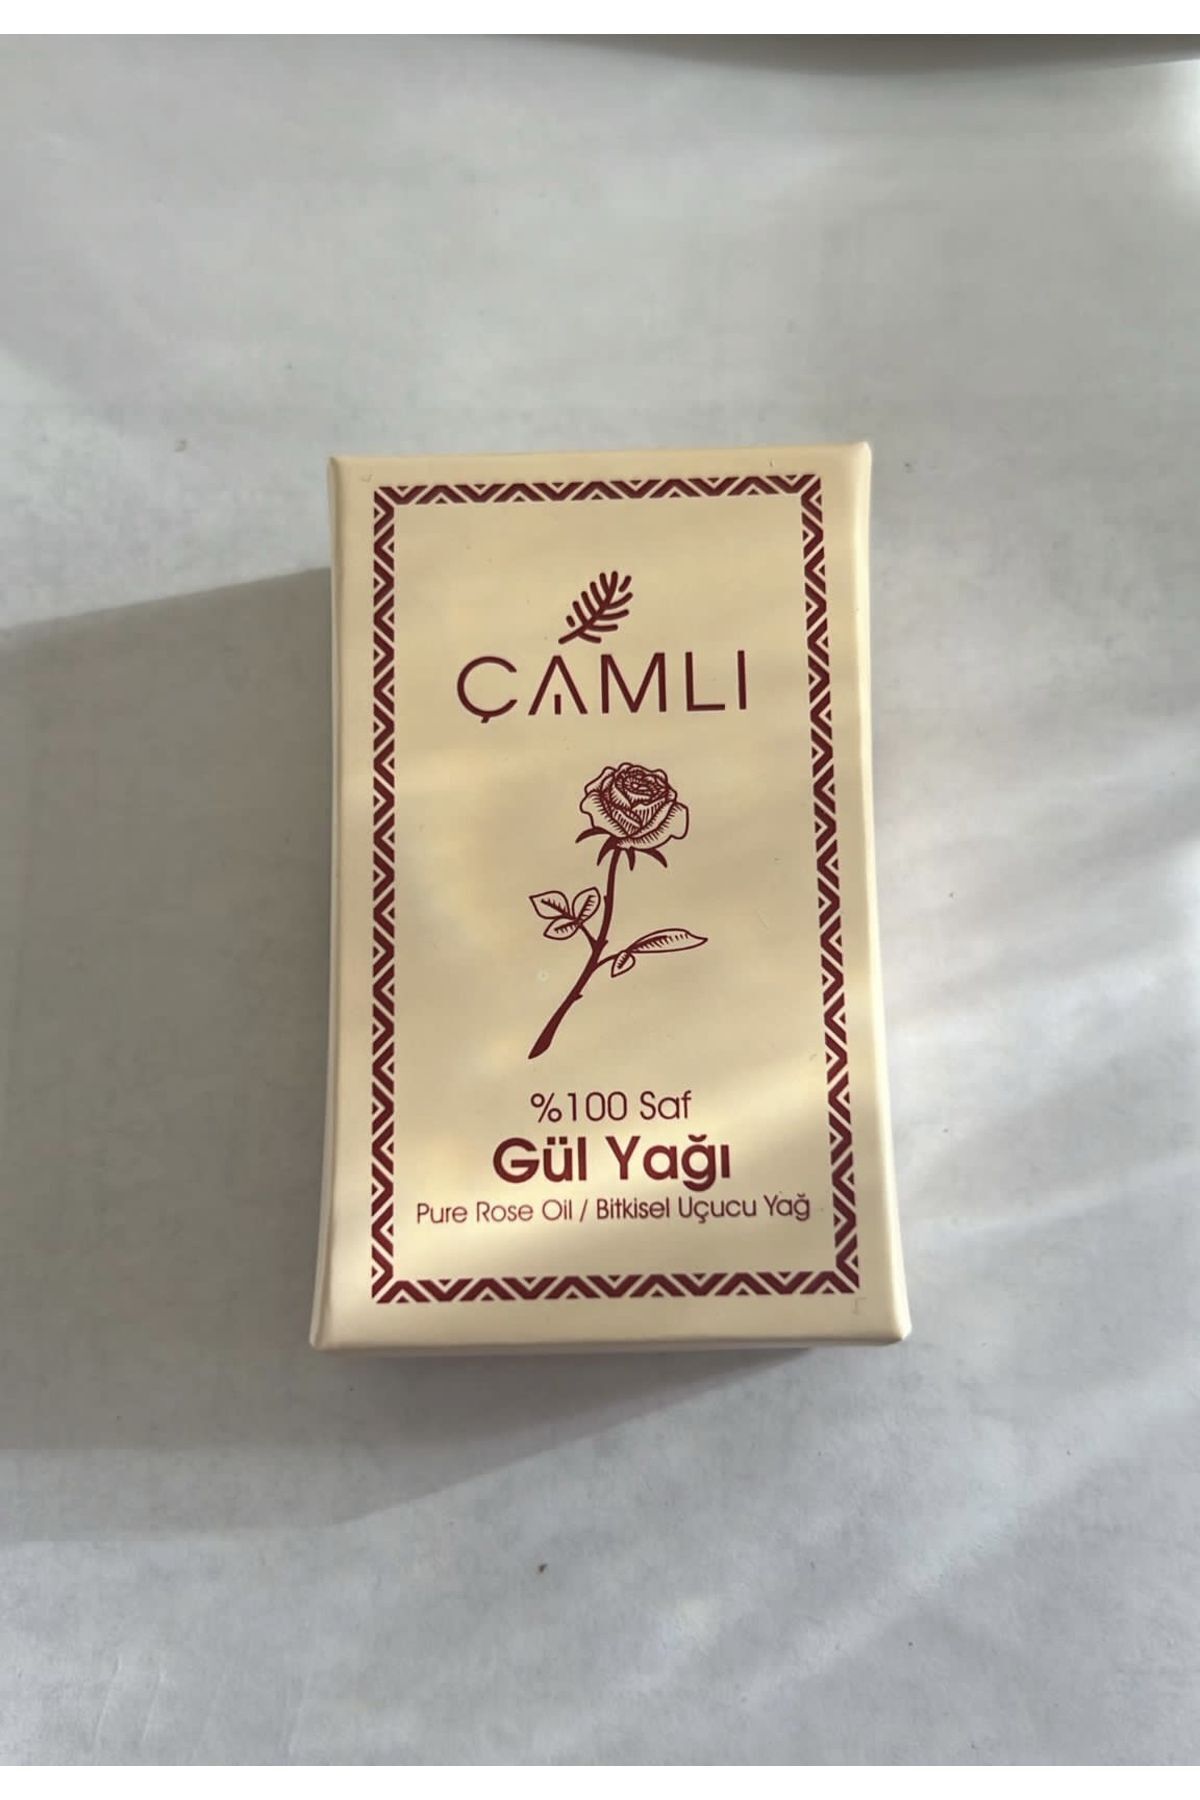 ÇAMLI
%100 Saf
Gül Yağı
Pure Rose Oil / Bitkisel Uçucu Yağ